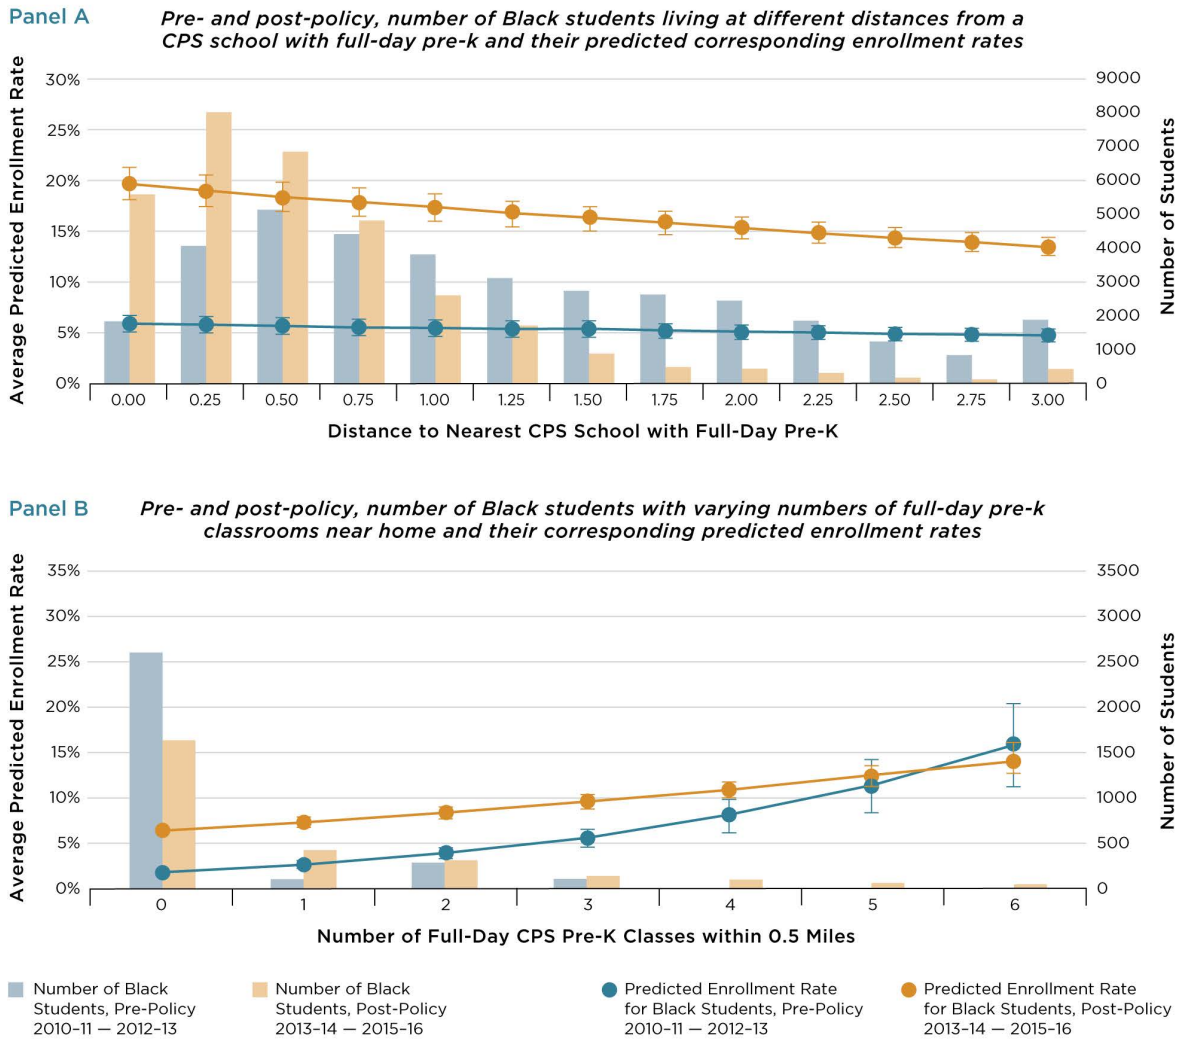 Panel A
Pre- and post-policy, number of Black students living at different distances from a
CPS school with full-day pre-k and their predicted corresponding enrollment rates
Average Predicted Enrollment Rate
30%
25%
20%
15%
10%
5%
0%
9000
8000
7000
6000
5000
4000
3000
2000
1000
0
Number of Students
0.00 0.25 0.50 0.75 1.00 1.25 1.50 1.75 2.00 2.25 2.50 2.75 3.00
Distance to Nearest CPS School with Full-Day Pre-K
Panel B
Pre- and post-policy, number of Black students with varying numbers of full-day pre-k
classrooms near home and their corresponding predicted enrollment rates
Average Predicted Enrollment Rate
35%
30%
25%
20%
15%
10%
5%
0%
3500
3000
2500
2000
1500
1000
500
0
Number of Students
0 1 2 3 4 5 6
Number of Full-Day CPS Pre-K Classes within 0.5 Miles
Number of Black
Students, Pre-Policy
2010–11 — 2012–13
Number of Black
Students, Post-Policy
2013–14 — 2015–16
Predicted Enrollment Rate
for Black Students, Pre-Policy
2010–11 — 2012–13
Predicted Enrollment Rate
for Black Students, Post-Policy
2013–14 — 2015–16